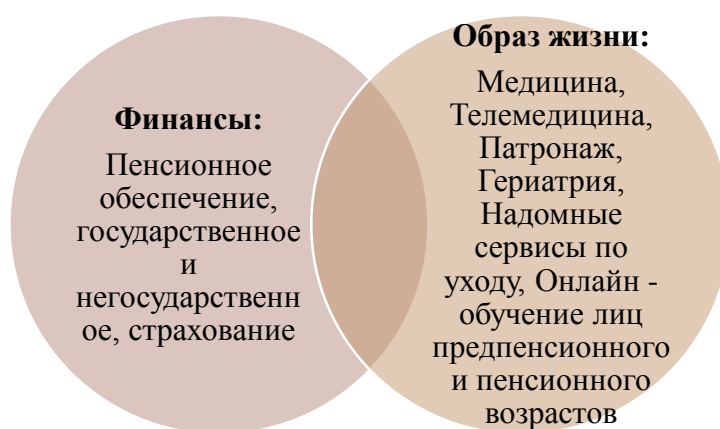 Финансы:
Пенсионное
обеспечение,
государственное
и
негосударственн
ое, страхование
Образ жизни:
Медицина,
Телемедицина,
Патронаж,
Гериатрия,
Надомные
сервисы по
уходу, Онлайн -
обучение лиц
предпенсионного
и пенсионного
возрастов